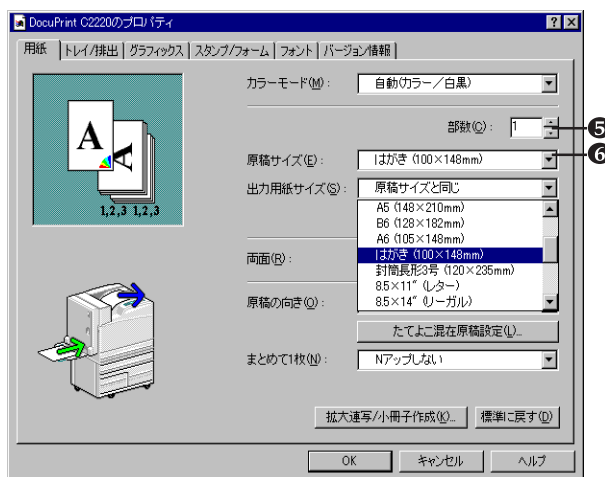 DocuPrint C2220のプロパティ
用紙 トレイ/排出 グラフィックス スタンプ/フォーム フォント バージョン情報
カラーモード(M): 自動(カラー/白黒)
部数(C): 1 ❺
原稿サイズ(E): はがき (100×148mm) ❻
出力用紙サイズ(S): 原稿サイズと同じ
A5 (148×210mm)
B6 (128×182mm)
A6 (105×148mm)
はがき (100×148mm)
封筒長形3号 (120×235mm)
8.5×11" (レター)
8.5×14" (リーガル)
A
A
1,2,3 1,2,3
両面(R):
原稿の向き(O):
たてよこ混在原稿設定(L)...
まとめて1枚(N): Nアップしない
拡大連写/小冊子作成(K)... 標準に戻す(D)
OK キャンセル ヘルプ